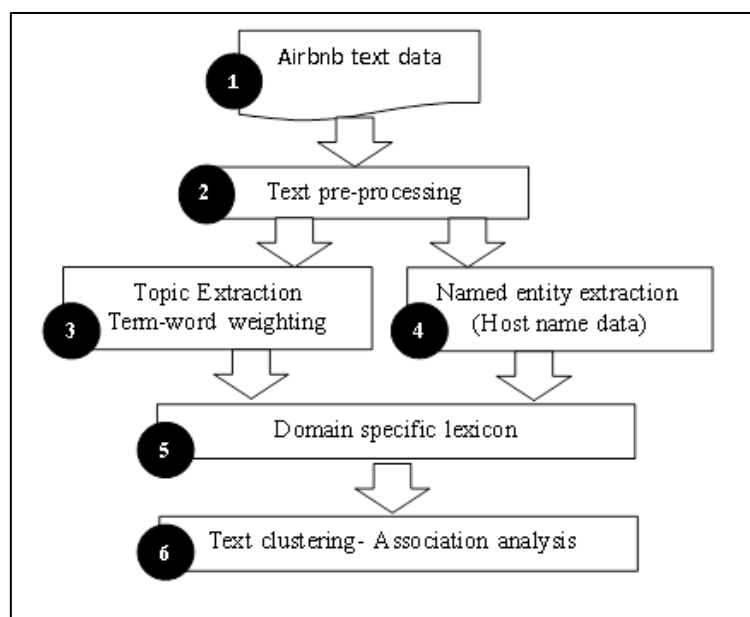 1
Airbnb text data
2
Text pre-processing
3
Topic Extraction
Term-word weighting
4
Named entity extraction
(Host name data)
5
Domain specific lexicon
6
Text clustering- Association analysis